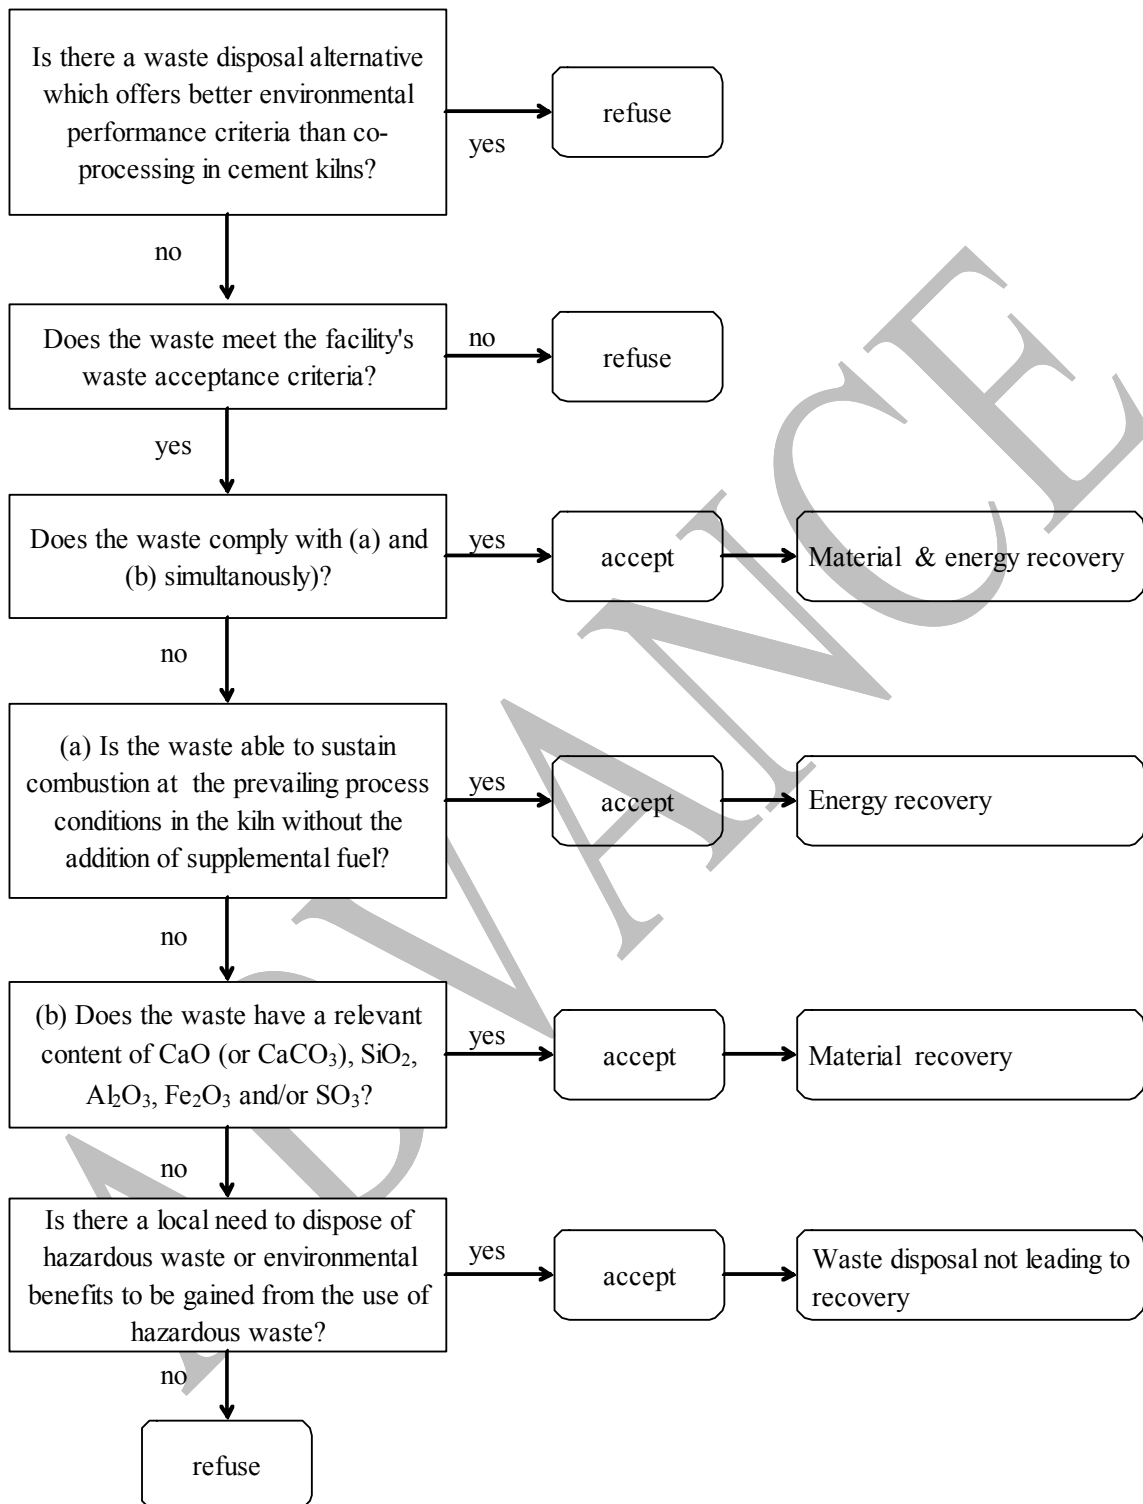 Is there a waste disposal alternative
which offers better environmental
performance criteria than co-
processing in cement kilns?
yes
refuse
no
Does the waste meet the facility's
waste acceptance criteria?
no
refuse
yes
Does the waste comply with (a) and
(b) simultanously)?
yes
accept
Material & energy recovery
no
(a) Is the waste able to sustain
combustion at the prevailing process
conditions in the kiln without the
addition of supplemental fuel?
yes
accept
Energy recovery
no
(b) Does the waste have a relevant
content of CaO (or CaCO₃), SiO₂,
Al₂O₃, Fe₂O₃ and/or SO₃?
yes
accept
Material recovery
no
Is there a local need to dispose of
hazardous waste or environmental
benefits to be gained from the use of
hazardous waste?
yes
accept
Waste disposal not leading to
recovery
no
refuse
ADVANCE